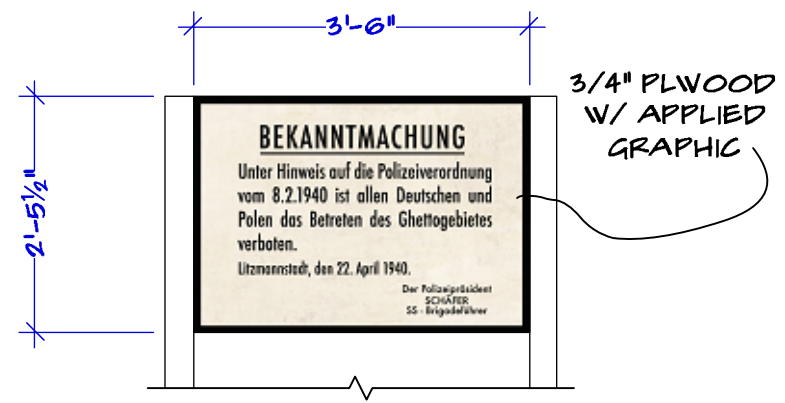 3'-6"
3/4" PLWOOD
W/ APPLIED
GRAPHIC
2'-5½"
BEKANNTMACHUNG
Unter Hinweis auf die Polizeiverordnung
vom 8.2.1940 ist allen Deutschen und
Polen das Betreten des Ghettogebietes
verboten.
Litzmannstadt, den 22. April 1940.
Der Polizeipräsident
SCHÄFER
SS - Brigadeführer